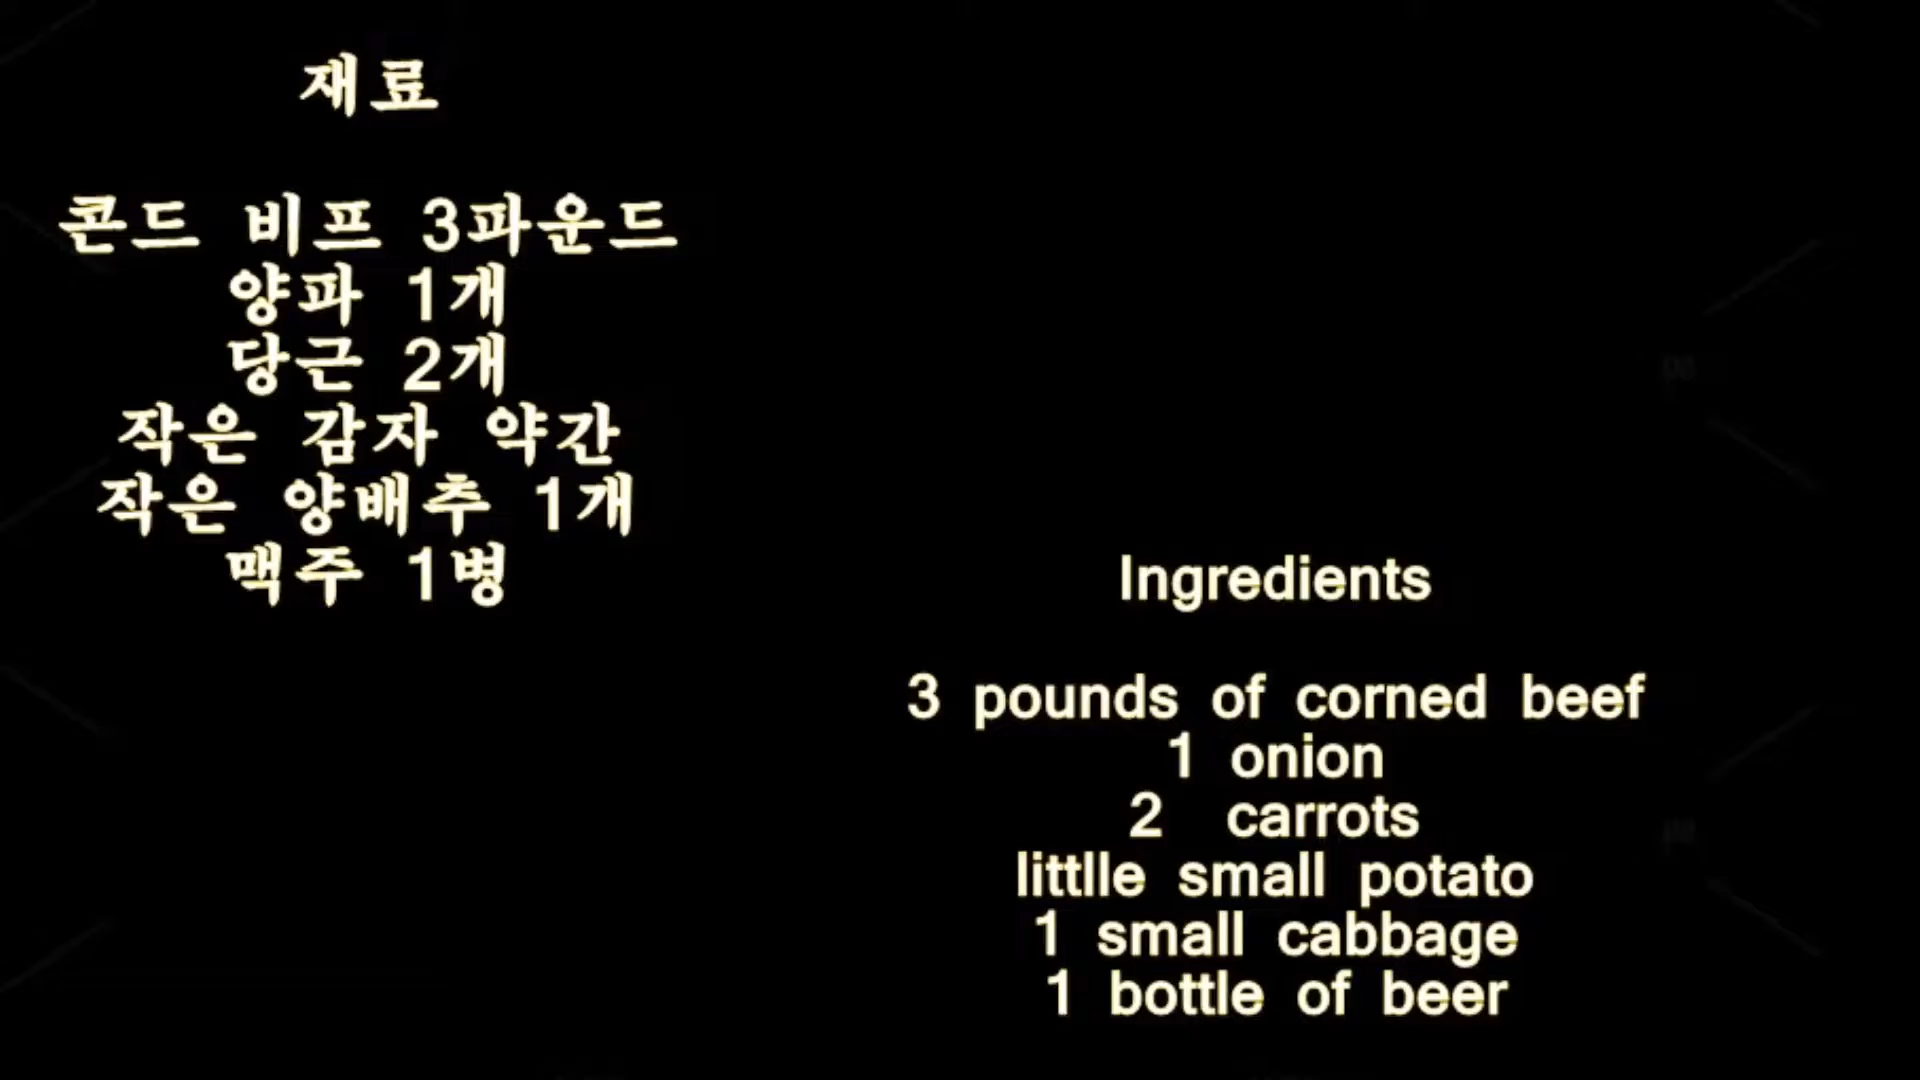 재료
콘드 비프 3파운드
양파 1개
당근 2개
작은 감자 약간
작은 양배추 1개
맥주 1병
Ingredients
3 pounds of corned beef
1 onion
2 carrots
littlle small potato
1 small cabbage
1 bottle of beer